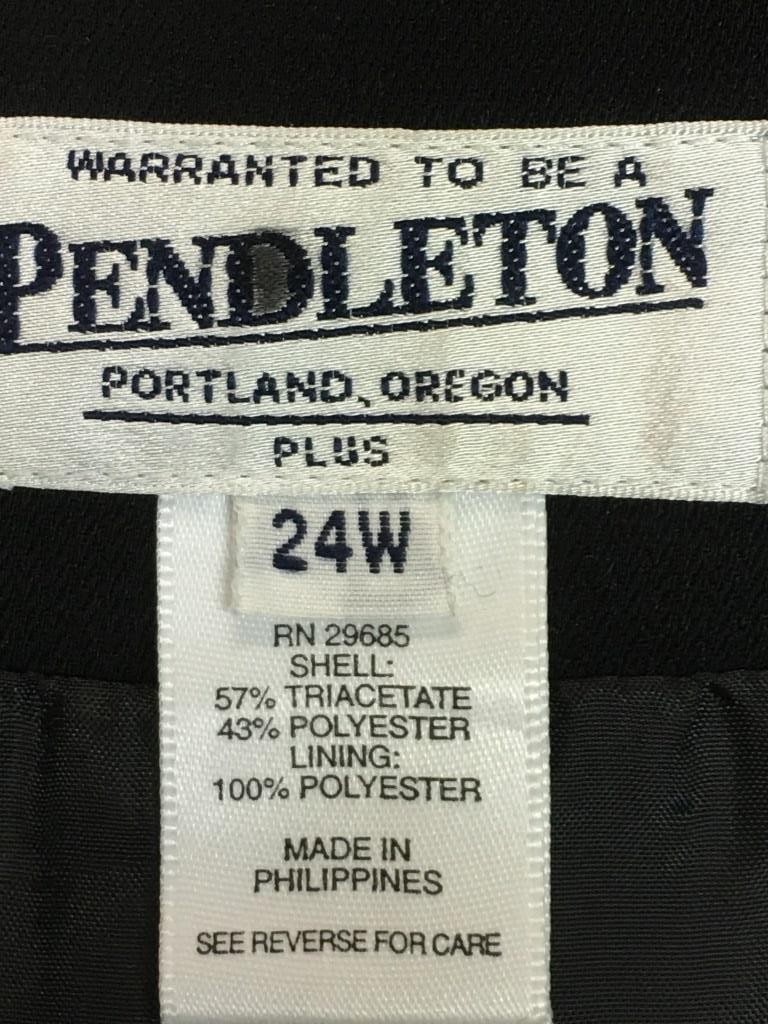 WARRANTED TO BE A
PENDLETON
PORTLAND, OREGON
PLUS
24W
RN 29685
SHELL:
57% TRIACETATE
43% POLYESTER
LINING:
100% POLYESTER
MADE IN
PHILIPPINES
SEE REVERSE FOR CARE